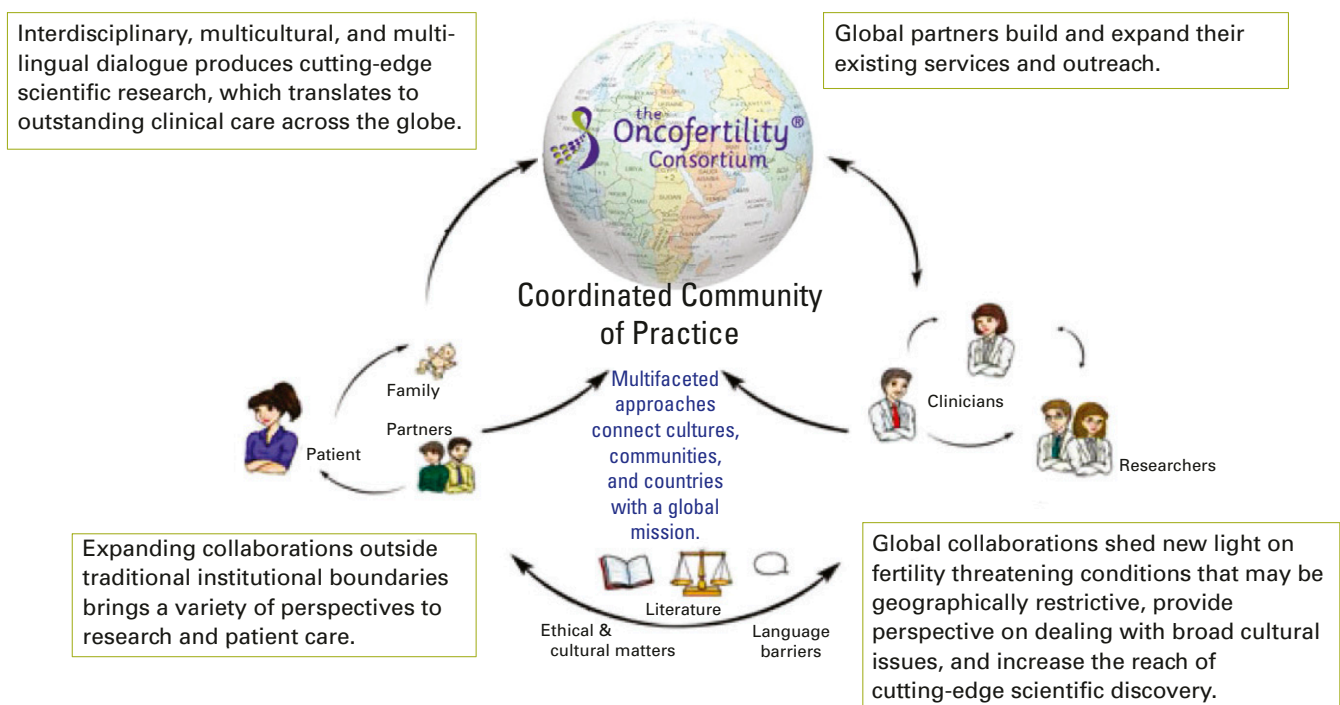 Interdisciplinary, multicultural, and multi-
lingual dialogue produces cutting-edge
scientific research, which translates to
outstanding clinical care across the globe.
Global partners build and expand their
existing services and outreach.
the
Oncofertility®
Consortium
Coordinated Community
of Practice
Multifaceted
approaches
connect cultures,
communities,
and countries
with a global
mission.
Family
Partners
Patient
Clinicians
Researchers
Expanding collaborations outside
traditional institutional boundaries
brings a variety of perspectives to
research and patient care.
Literature
Ethical &
cultural matters
Language
barriers
Global collaborations shed new light on
fertility threatening conditions that may be
geographically restrictive, provide
perspective on dealing with broad cultural
issues, and increase the reach of
cutting-edge scientific discovery.